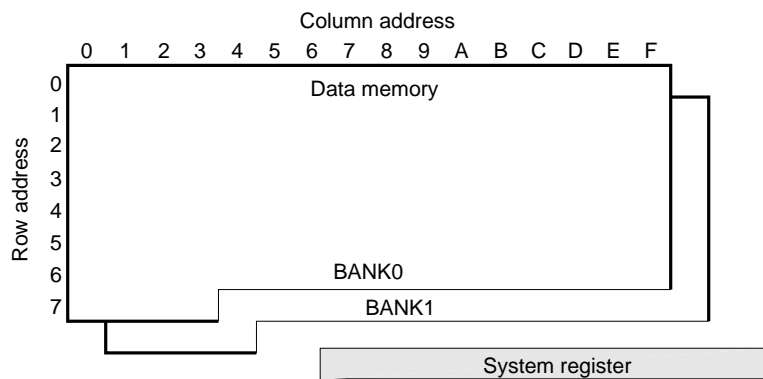 Column address
0 1 2 3 4 5 6 7 8 9 A B C D E F
Data memory
Row address
0
1
2
3
4
5
6
7
BANK0
BANK1
System register